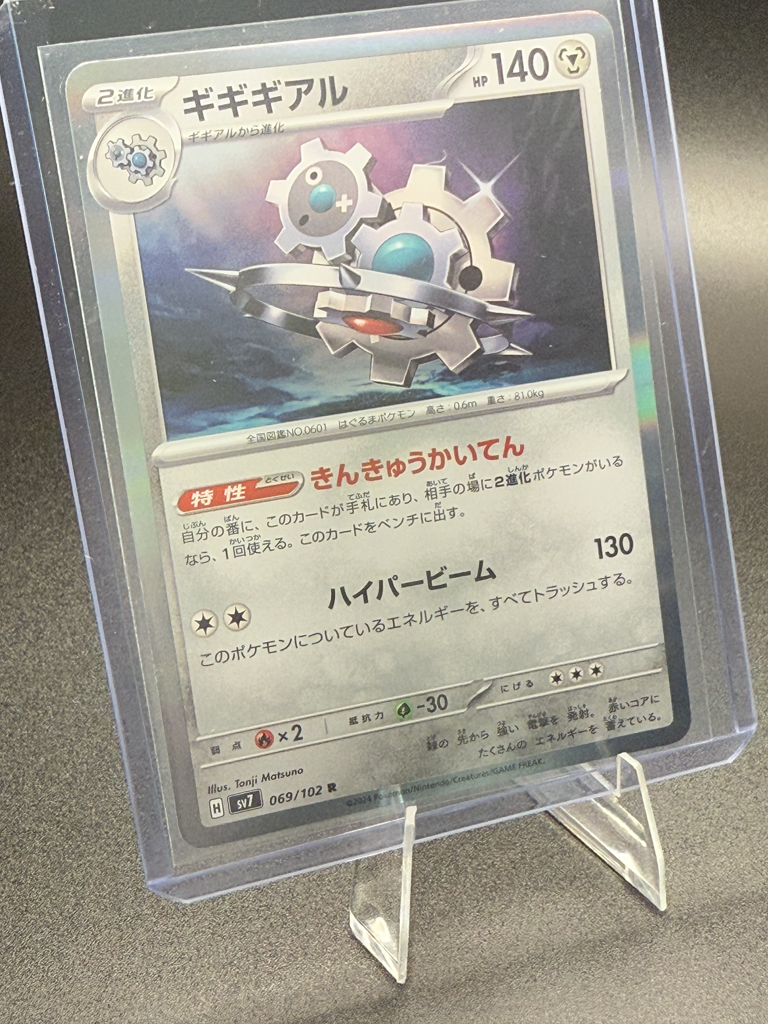 2進化
ギギギアル
HP 140
ギギアルから進化
全国図鑑NO.0601 はぐるまポケモン 高さ:0.6m 重さ:81.0kg
特性 きんきゅうかいてん
自分の番に、このカードが手札にあり、相手の場に2進化ポケモンがいる
なら、1回使える。このカードをベンチに出す。
ハイパービーム 130
このポケモンについているエネルギーを、すべてトラッシュする。
弱点 ×2 抵抗力 -30 にげる
棘の先から強い電撃を発射。赤いコアに
たくさんのエネルギーを蓄えている。
Illus. Tonji Matsuno
H sv7 069/102 R
©2024 Pokémon/Nintendo/Creatures/GAME FREAK.